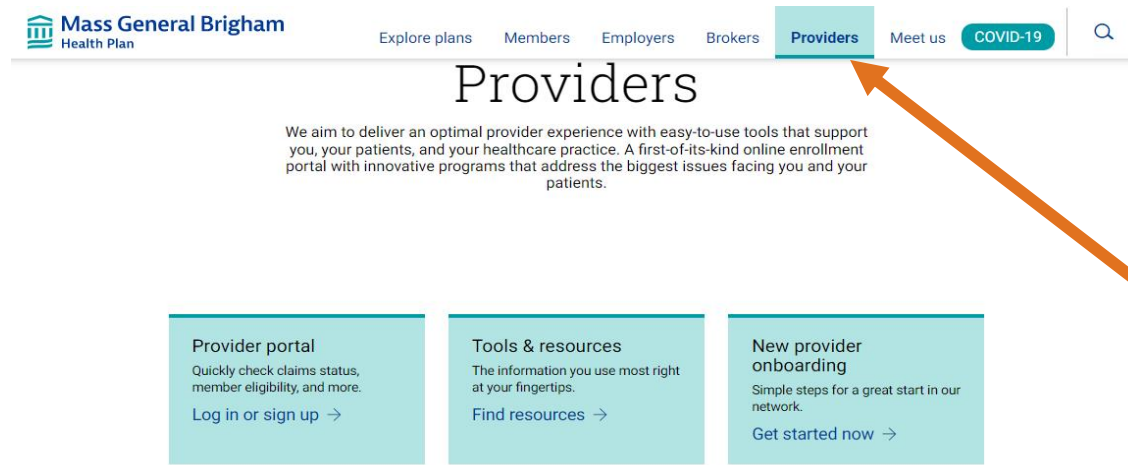 Mass General Brigham
Health Plan
Explore plans Members Employers Brokers Providers Meet us COVID-19
Providers
We aim to deliver an optimal provider experience with easy-to-use tools that support
you, your patients, and your healthcare practice. A first-of-its-kind online enrollment
portal with innovative programs that address the biggest issues facing you and your
patients.
Provider portal
Quickly check claims status,
member eligibility, and more.
Log in or sign up →
Tools & resources
The information you use most right
at your fingertips.
Find resources →
New provider
onboarding
Simple steps for a great start in our
network.
Get started now →